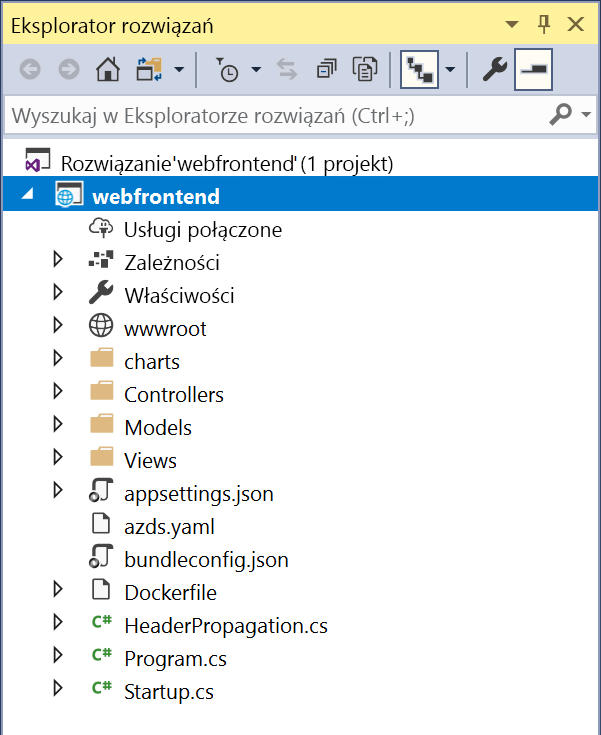 Eksplorator rozwiązań
Wyszukaj w Eksploratorze rozwiązań (Ctrl+;)
Rozwiązanie'webfrontend'(1 projekt)
webfrontend
Usługi połączone
Zależności
Właściwości
wwwroot
charts
Controllers
Models
Views
appsettings.json
azds.yaml
bundleconfig.json
Dockerfile
C# HeaderPropagation.cs
C# Program.cs
C# Startup.cs